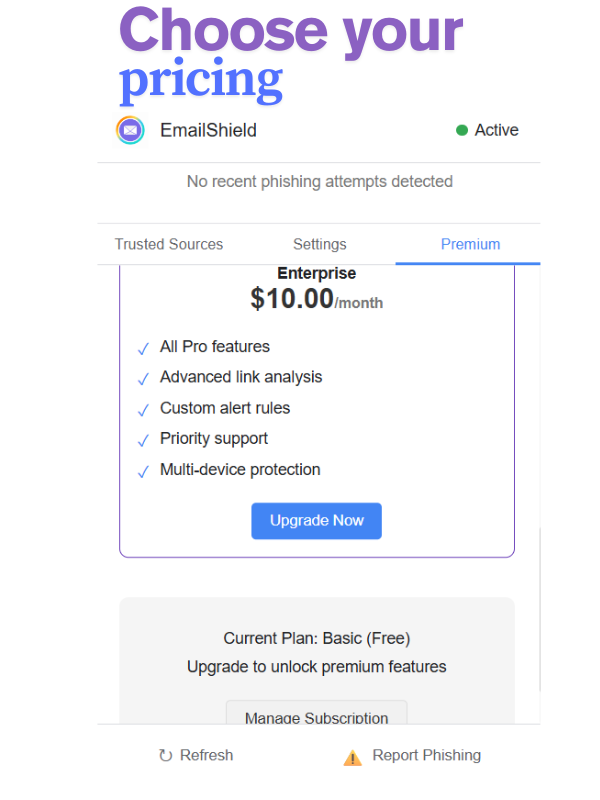 Choose your
pricing
EmailShield
Active
No recent phishing attempts detected
Trusted Sources
Settings
Premium
Enterprise
$10.00/month
All Pro features
Advanced link analysis
Custom alert rules
Priority support
Multi-device protection
Upgrade Now
Current Plan: Basic (Free)
Upgrade to unlock premium features
Manage Subscription
Refresh
Report Phishing